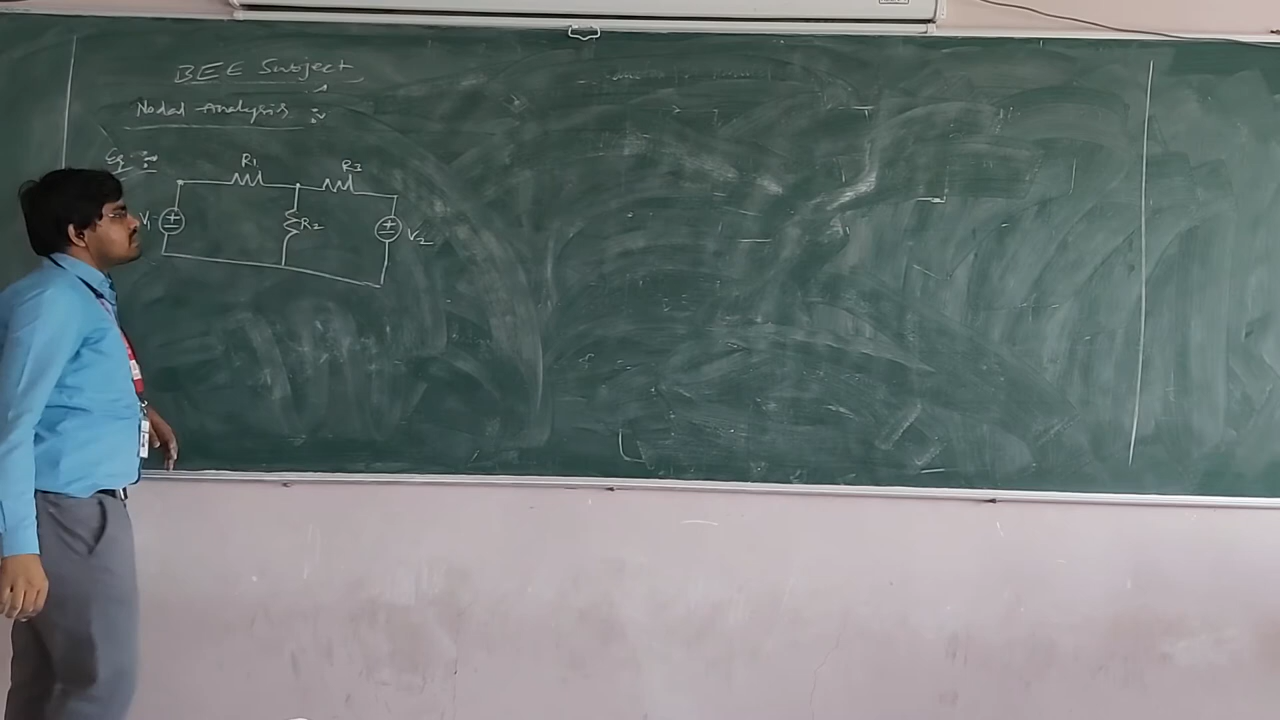 BEE Subject
Nodal Analysis :-
Eg :-
R1 R3
V1 R2 V2